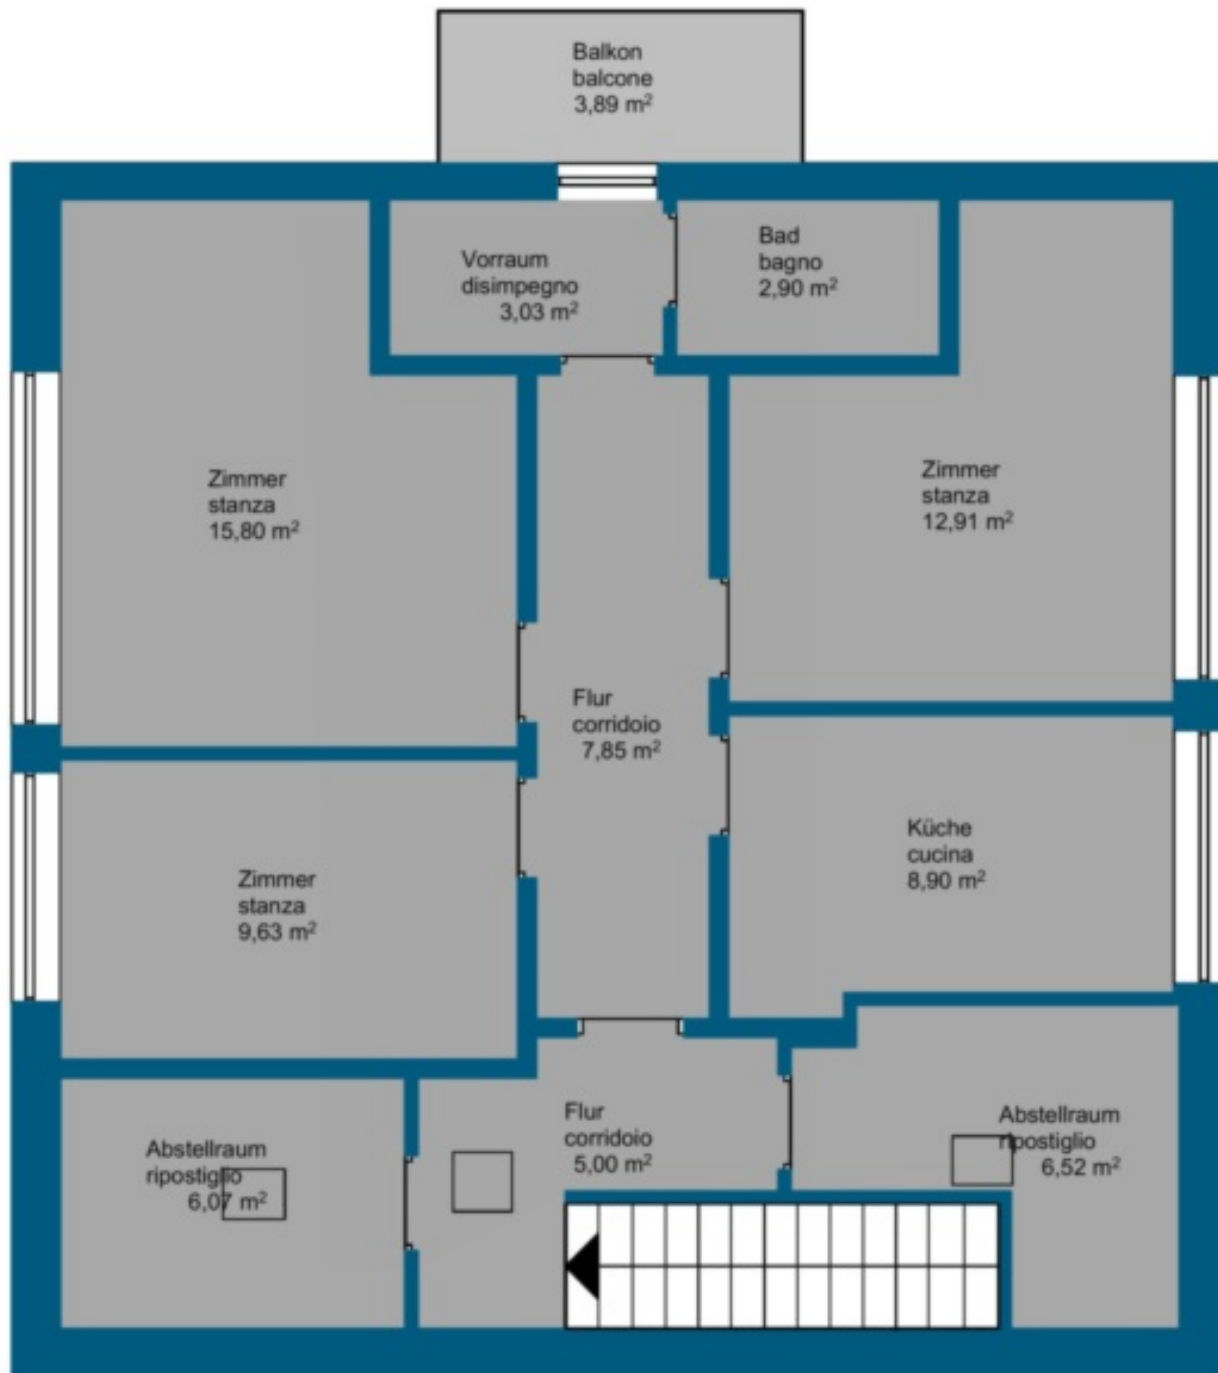 Balkon
balcone
3,89 m²
Vorraum
disimpegno
3,03 m²
Bad
bagno
2,90 m²
Zimmer
stanza
15,80 m²
Zimmer
stanza
12,91 m²
Flur
corridoio
7,85 m²
Küche
cucina
8,90 m²
Zimmer
stanza
9,63 m²
Abstellraum
ripostiglio
6,07 m²
Flur
corridoio
5,00 m²
Abstellraum
ripostiglio
6,52 m²